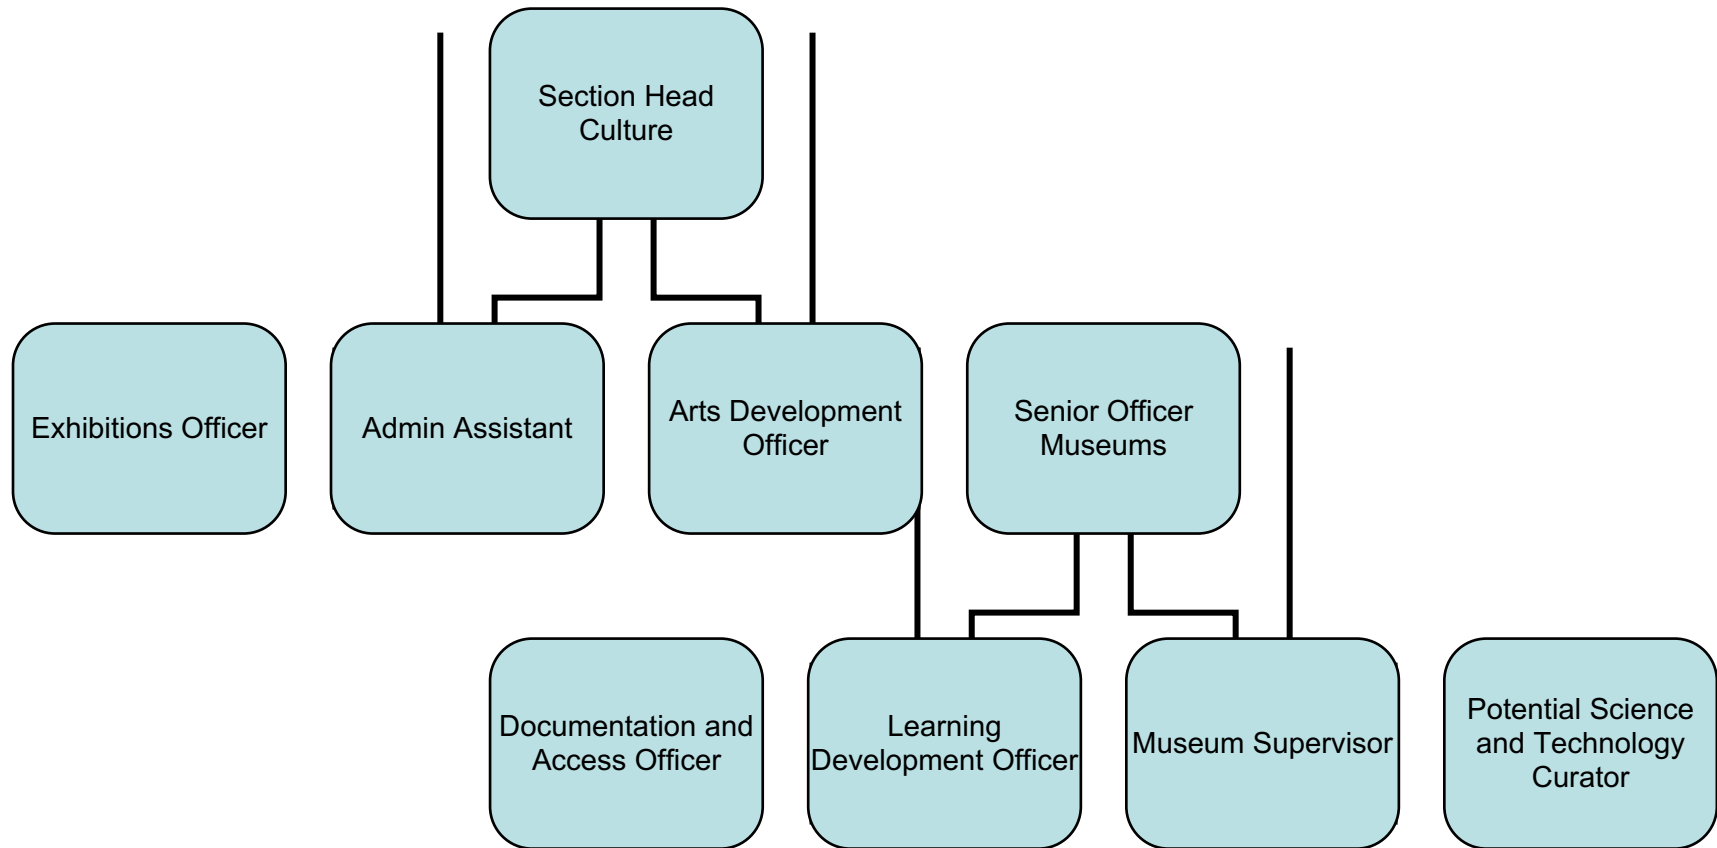 Section Head
Culture
Exhibitions Officer
Admin Assistant
Arts Development
Officer
Senior Officer
Museums
Documentation and
Access Officer
Learning
Development Officer
Museum Supervisor
Potential Science
and Technology
Curator